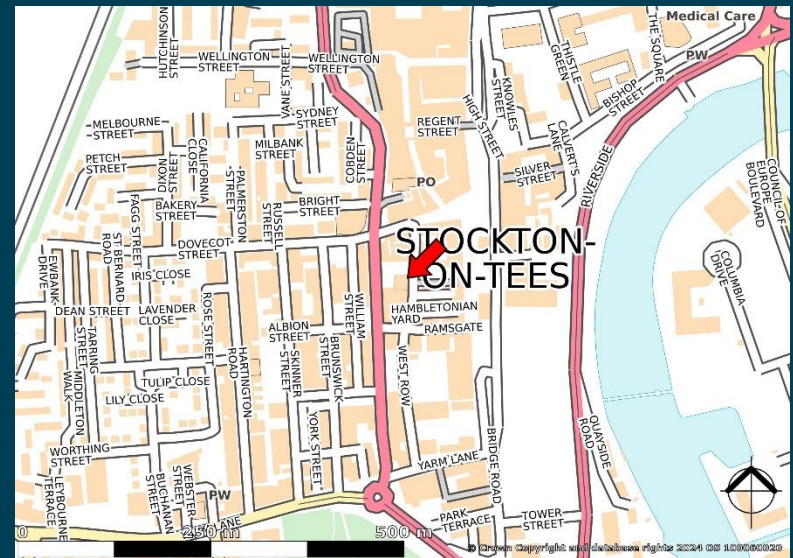 Medical Care
HUTCHINSON
STREET
WELLINGTON
STREET
VANE STREET
WELLINGTON
STREET
THISTLE
GREEN
THE SQUARE
PW
BISHOP
STREET
KNOWLES
STREET
HIGH STREET
REGENT
STREET
MELBOURNE
STREET
SYDNEY
STREET
MILBANK
STREET
COBDEN
STREET
CALVERT'S
LANE
SILVER
STREET
RIVERSIDE
COUNCIL OF
EUROPE
BOULEVARD
PETCH
STREET
DIXON
STREET
CALIFORNIA
CLOSE
PALMERSTON
STREET
PO
BAKERY
STREET
BRIGHT
STREET
FAGG STREET
RUSSELL
STREET
DOVECOT
STREET
ST BERNARD
ROAD
IRIS CLOSE
STOCKTON-
ON-TEES
EWBANK
DRIVE
COLUMBIA
DRIVE
DEAN STREET
LAVENDER
CLOSE
ROSE STREET
WILLIAM
STREET
HAMBLETONIAN
YARD
RAMSGATE
ALBION
STREET
TARRING
STREET
MIDDLETON
WALK
HARTINGTON
ROAD
SKINNER
STREET
BRUNSWICK
STREET
WEST ROW
TULIP CLOSE
LILY CLOSE
YORK STREET
BRIDGE ROAD
QUAYSIDE
ROAD
WORTHING
STREET
YARM LANE
LEYBOURNE
TERRACE
BUCHANAN
STREET
WEBSTER
STREET
PW
LANE
PARK
TERRACE
TOWER
STREET
0 250 m 500 m
© Crown Copyright and database rights 2024 OS 100060020